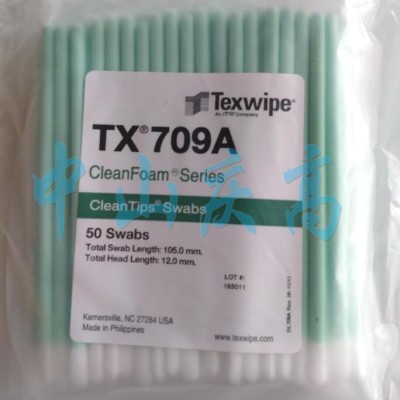 Texwipe®
An ITW Company
TX®709A
CleanFoam® Series
CleanTips® Swabs
中山庆高
50 Swabs
Total Swab Length: 105.0 mm.
Total Head Length: 12.0 mm.
LOT #:
185011
Kernersville, NC 27284 USA
Made in Philippines
www.texwipe.com